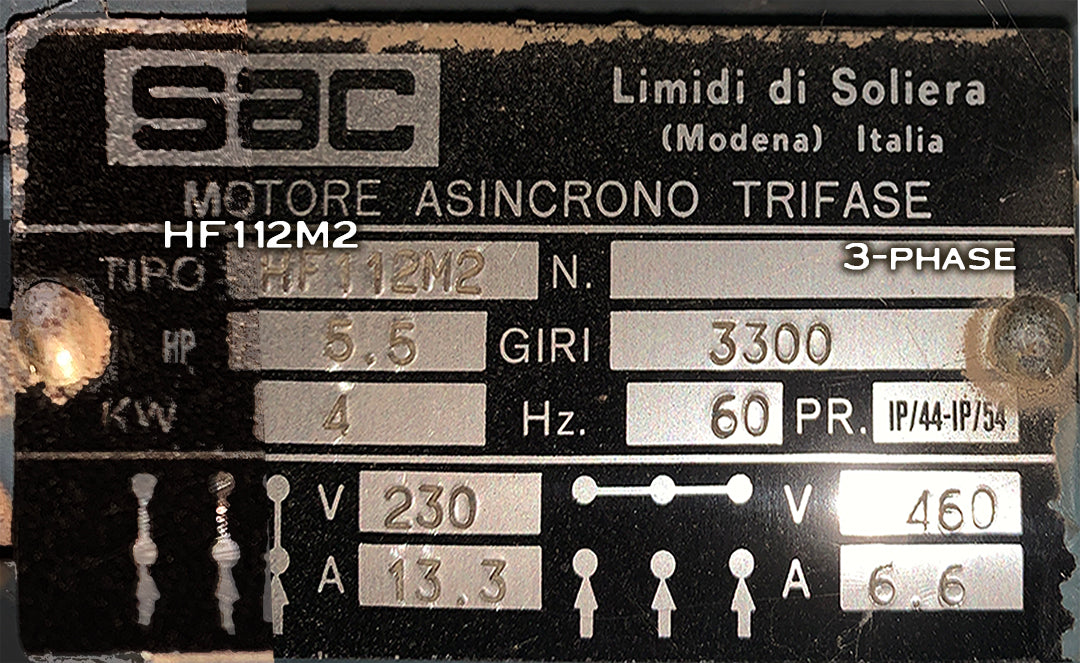 sac
Limidi di Soliera
(Modena) Italia
MOTORE ASINCRONO TRIFASE
HF112M2
3-PHASE
TIPO HF112M2 N.
HP 5.5 GIRI 3300
KW 4 Hz. 60 PR. IP/44-IP/54
V 230 V 460
A 13.3 A 6.6